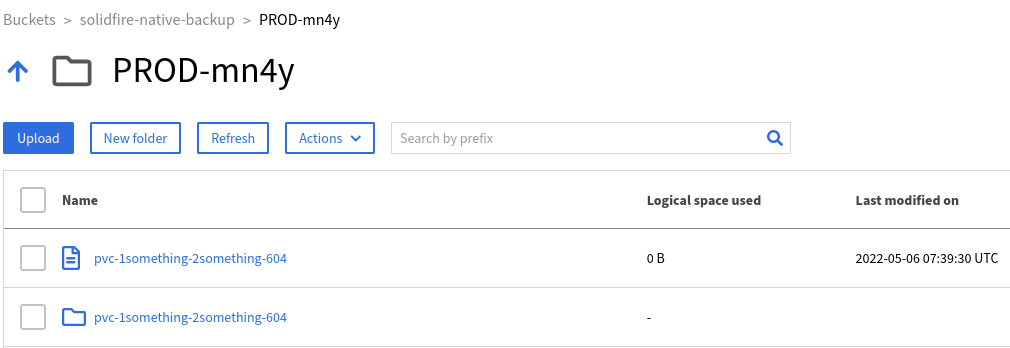 Buckets > solidfire-native-backup > PROD-mn4y
PROD-mn4y
Upload New folder Refresh Actions Search by prefix
Name Logical space used Last modified on
pvc-1something-2something-604 0 B 2022-05-06 07:39:30 UTC
pvc-1something-2something-604 -